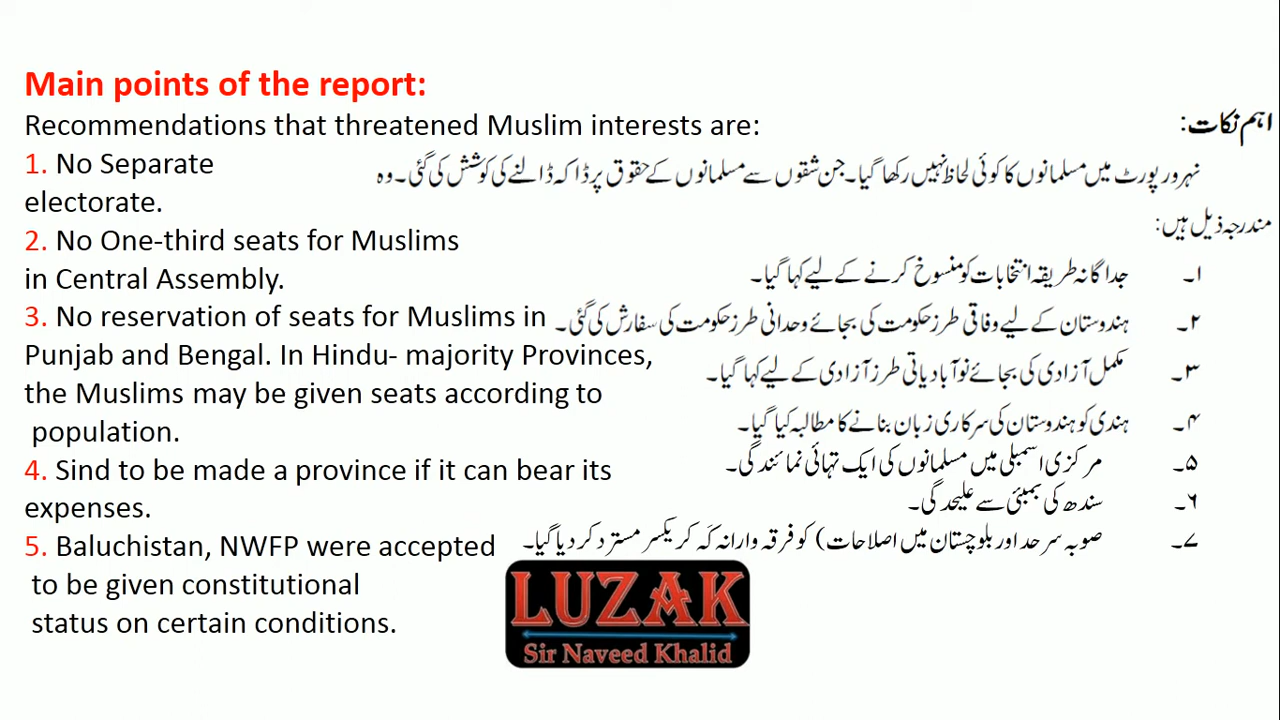 Main points of the report:
Recommendations that threatened Muslim interests are:
1. No Separate
electorate.
2. No One-third seats for Muslims
in Central Assembly.
3. No reservation of seats for Muslims in
Punjab and Bengal. In Hindu- majority Provinces,
the Muslims may be given seats according to
population.
4. Sind to be made a province if it can bear its
expenses.
5. Baluchistan, NWFP were accepted
to be given constitutional
status on certain conditions.
اہم نکات:
نہرو رپورٹ میں مسلمانوں کا کوئی لحاظ نہیں رکھا گیا۔ جن شقوں سے مسلمانوں کے حقوق پر ڈاکہ ڈالنے کی کوشش کی گئی۔ وہ
مندرجہ ذیل ہیں:
۱۔ جداگانہ طریقہ انتخابات کو منسوخ کرنے کے لیے کہا گیا۔
۲۔ ہندوستان کے لیے وفاقی طرز حکومت کی بجائے وحدانی طرز حکومت کی سفارش کی گئی۔
۳۔ مکمل آزادی کی بجائے نوآبادیاتی طرز آزادی کے لیے کہا گیا۔
۴۔ ہندی کو ہندوستان کی سرکاری زبان بنانے کا مطالبہ کیا گیا۔
۵۔ مرکزی اسمبلی میں مسلمانوں کی ایک تہائی نمائندگی۔
۶۔ سندھ کی بمبئی سے علیحدگی۔
۷۔ صوبہ سرحد اور بلوچستان میں اصلاحات) کو فرقہ وارانہ کَہ کر یکسر مسترد کر دیا گیا۔
LUZAK
Sir Naveed Khalid